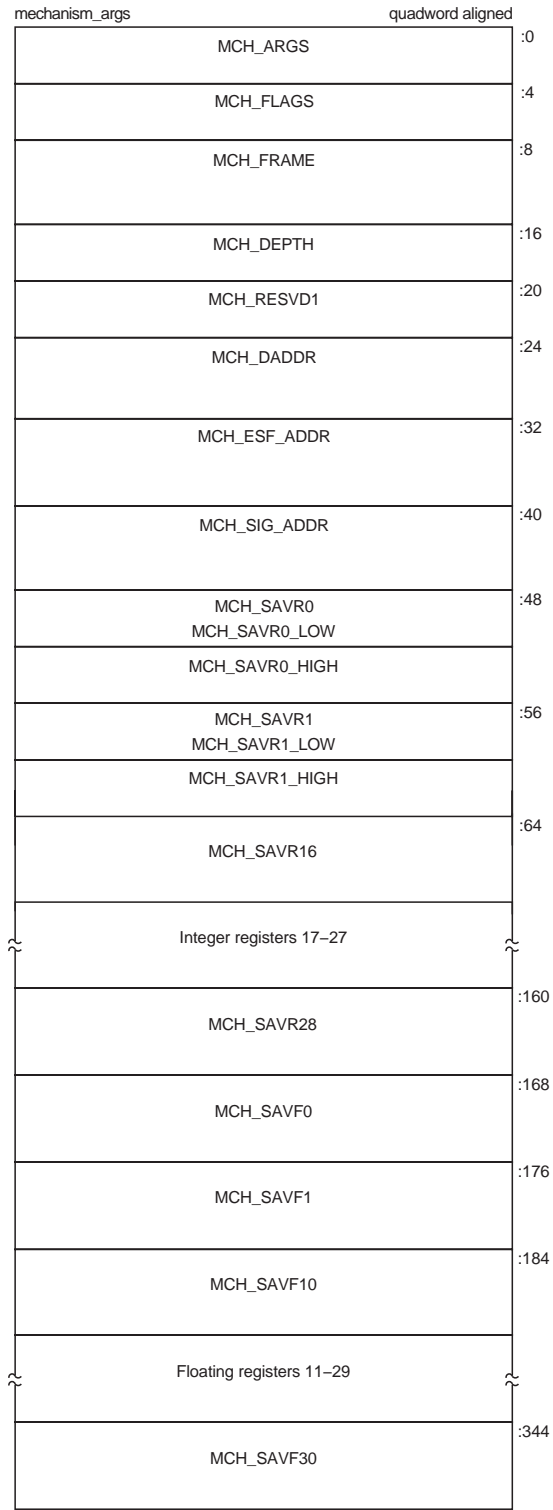 mechanism_args quadword aligned
MCH_ARGS :0
MCH_FLAGS :4
MCH_FRAME :8
MCH_DEPTH :16
MCH_RESVD1 :20
MCH_DADDR :24
MCH_ESF_ADDR :32
MCH_SIG_ADDR :40
MCH_SAVR0 :48
MCH_SAVR0_LOW
MCH_SAVR0_HIGH
MCH_SAVR1 :56
MCH_SAVR1_LOW
MCH_SAVR1_HIGH
MCH_SAVR16 :64
Integer registers 17–27
MCH_SAVR28 :160
MCH_SAVF0 :168
MCH_SAVF1 :176
MCH_SAVF10 :184
Floating registers 11–29
MCH_SAVF30 :344